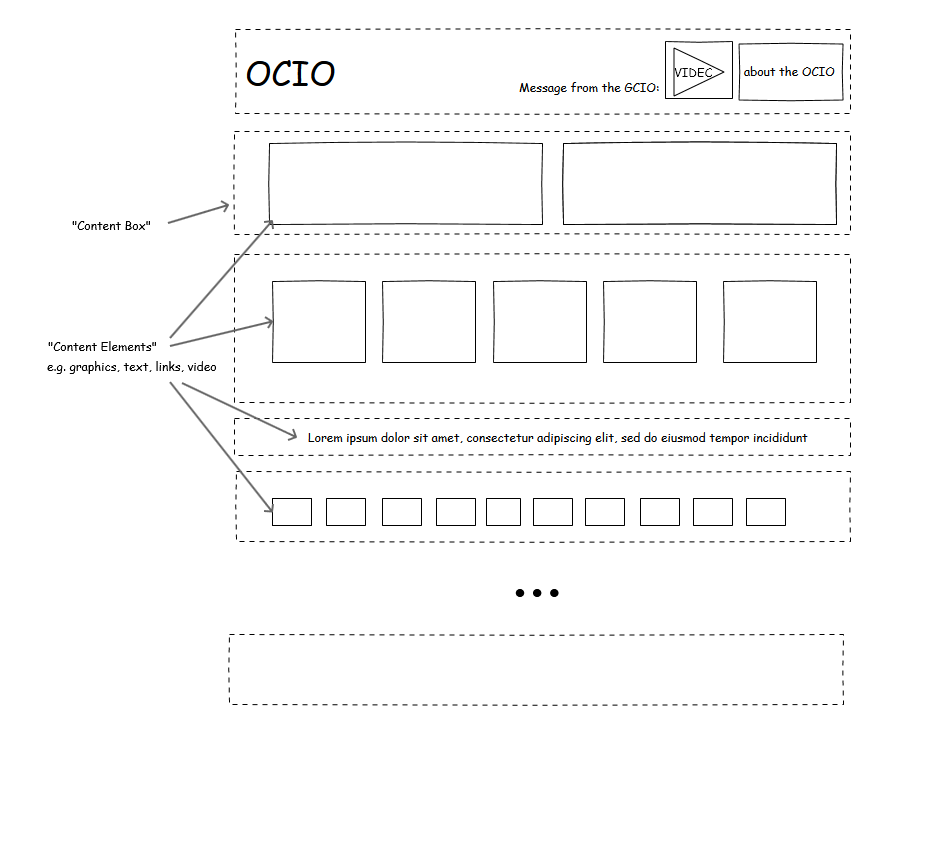 OCIO
Message from the GCIO:
VIDEC
about the OCIO
"Content Box"
"Content Elements"
e.g. graphics, text, links, video
Lorem ipsum dolor sit amet, consectetur adipiscing elit, sed do eiusmod tempor incididunt